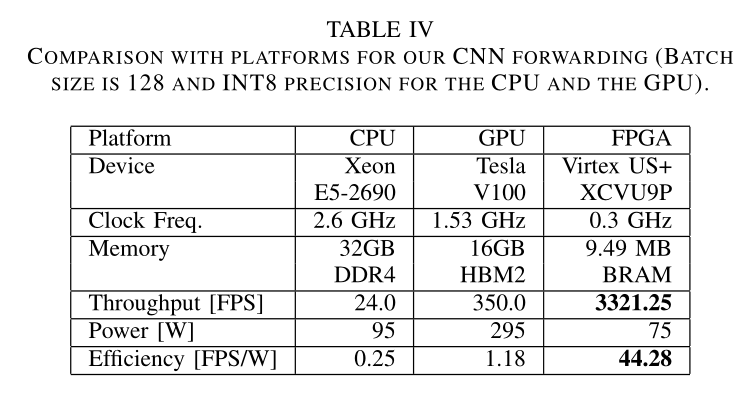 TABLE IV
COMPARISON WITH PLATFORMS FOR OUR CNN FORWARDING (BATCH
SIZE IS 128 AND INT8 PRECISION FOR THE CPU AND THE GPU).
Platform CPU GPU FPGA
Device Xeon Tesla Virtex US+
E5-2690 V100 XCVU9P
Clock Freq. 2.6 GHz 1.53 GHz 0.3 GHz
Memory 32GB 16GB 9.49 MB
DDR4 HBM2 BRAM
Throughput [FPS] 24.0 350.0 3321.25
Power [W] 95 295 75
Efficiency [FPS/W] 0.25 1.18 44.28